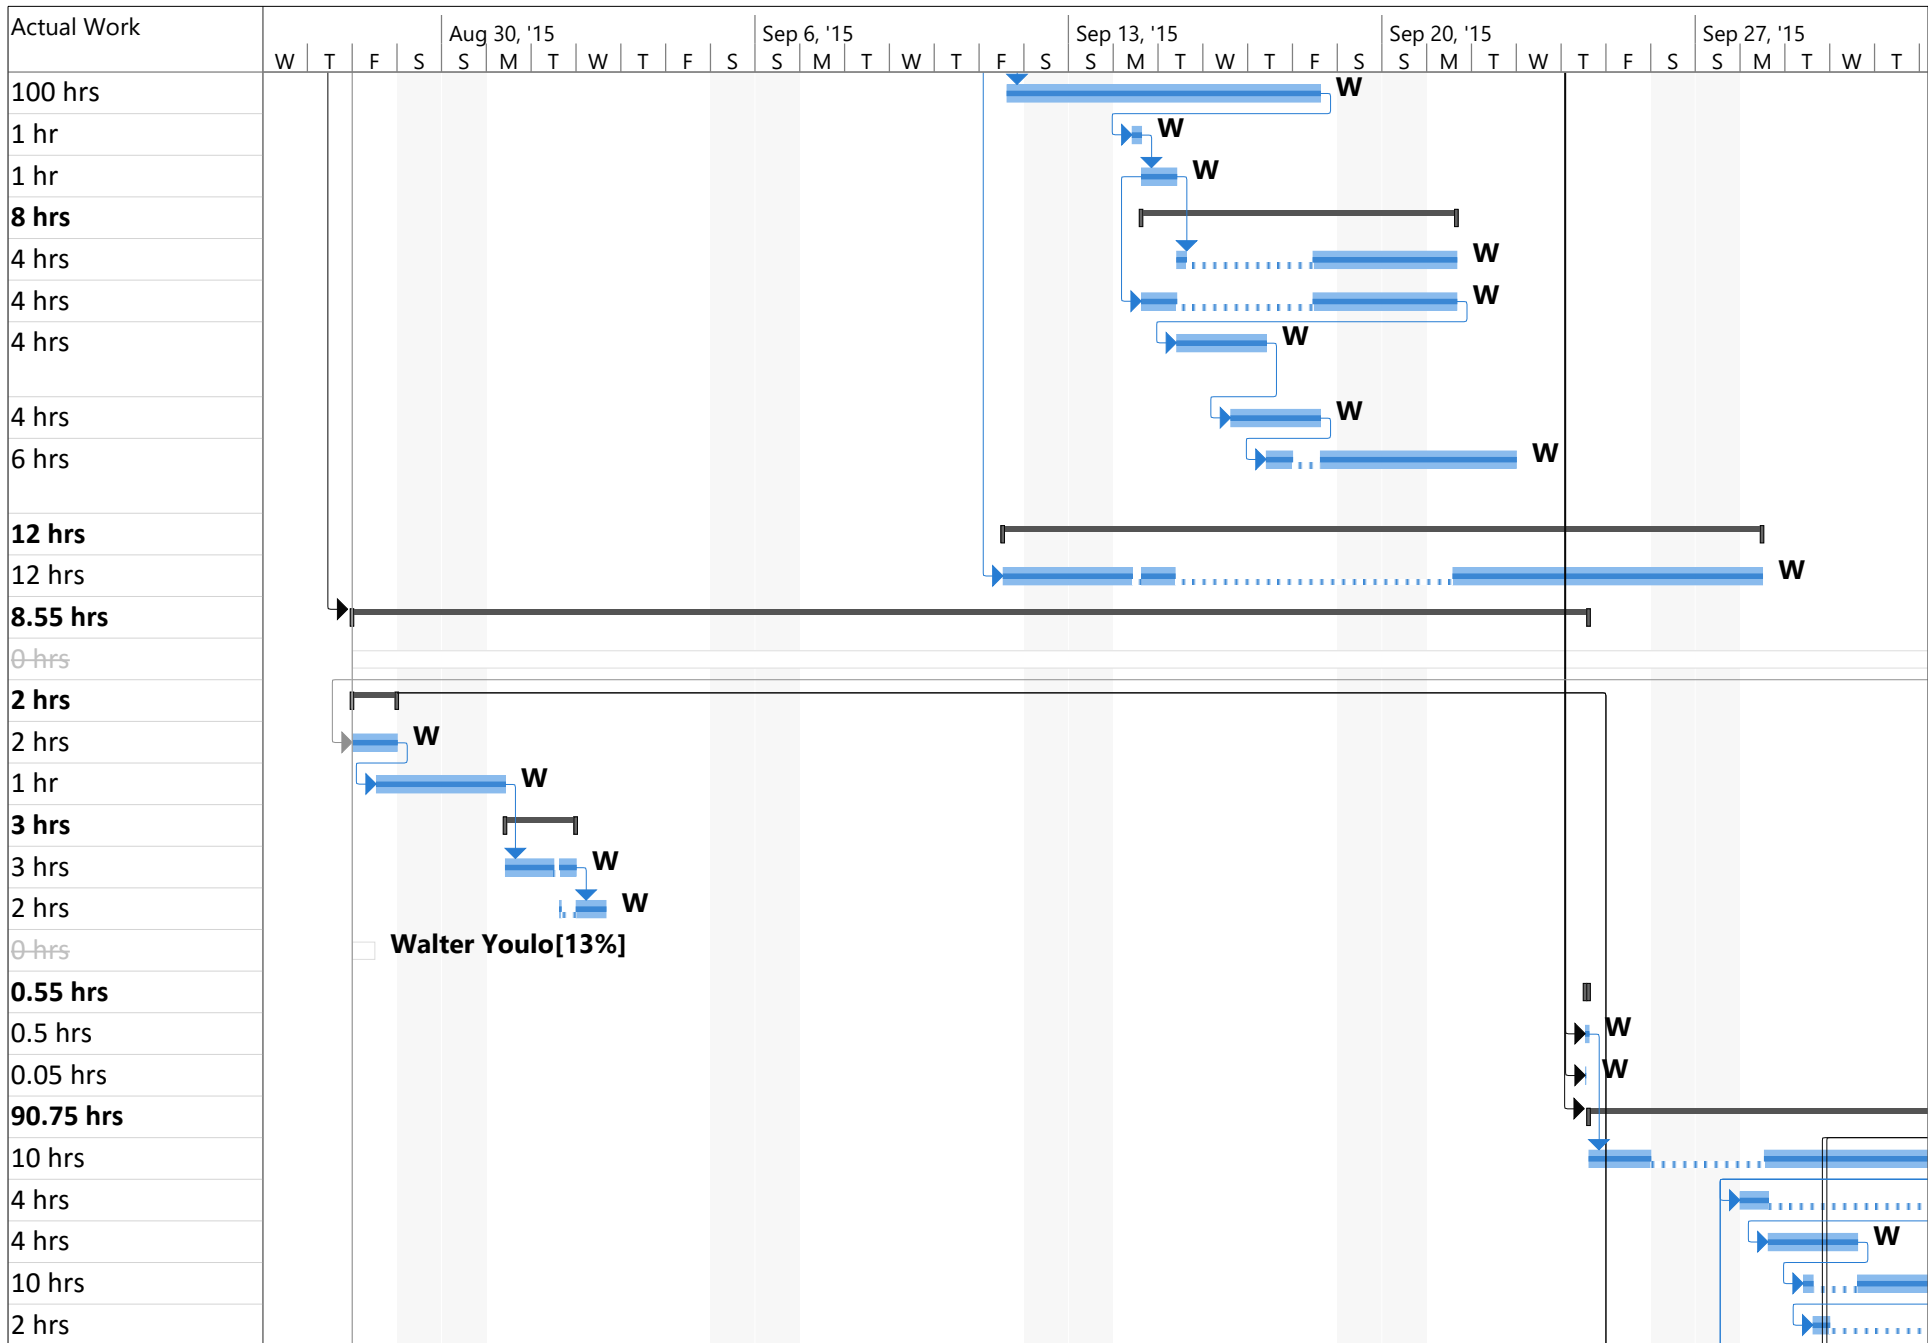 Actual Work
Aug 30, '15 Sep 6, '15 Sep 13, '15 Sep 20, '15 Sep 27, '15
W T F S S M T W T F S S M T W T F S S M T W T F S S M T W T F S S M T W T
100 hrs W
1 hr W
1 hr W
8 hrs
4 hrs W
4 hrs W
4 hrs W
4 hrs W
6 hrs W
12 hrs
12 hrs W
8.55 hrs
0 hrs
2 hrs
2 hrs W
1 hr W
3 hrs
3 hrs W
2 hrs W
0 hrs Walter Youlo[13%]
0.55 hrs
0.5 hrs W
0.05 hrs W
90.75 hrs
10 hrs
4 hrs
4 hrs W
10 hrs
2 hrs